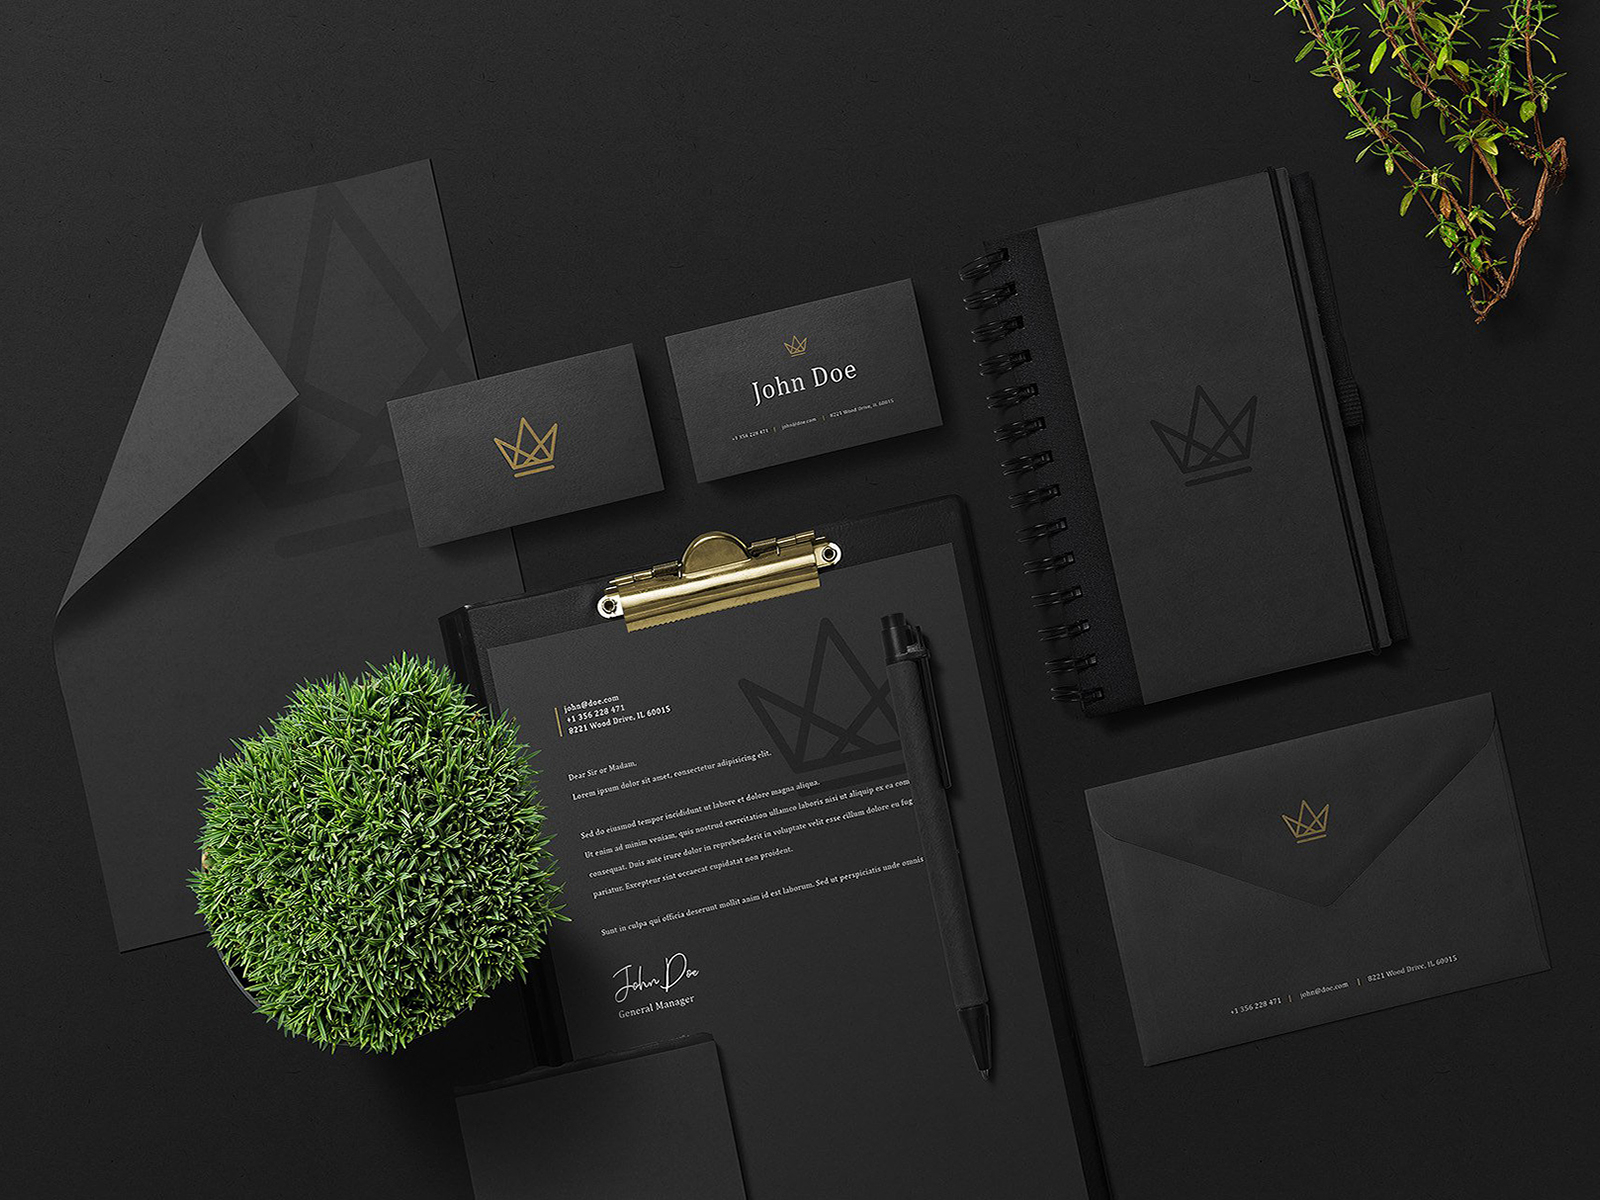 John Doe
+1 356 228 471 | john@doe.com | 8221 Wood Drive, IL 60015
john@doe.com
+1 356 228 471
8221 Wood Drive, IL 60015
Dear Sir or Madam,
Lorem ipsum dolor sit amet, consectetur adipisicing elit.
Sed do eiusmod tempor incididunt ut labore et dolore magna aliqua.
Ut enim ad minim veniam, quis nostrud exercitation ullamco laboris nisi ut aliquip ex ea com
consequat. Duis aute irure dolor in reprehenderit in voluptate velit esse cillum dolore eu fug
pariatur. Excepteur sint occaecat cupidatat non proident.
Sunt in culpa qui officia deserunt mollit anim id est laborum. Sed ut perspiciatis unde omnis
John Doe
General Manager
+1 356 228 471 | john@doe.com | 8221 Wood Drive, IL 60015